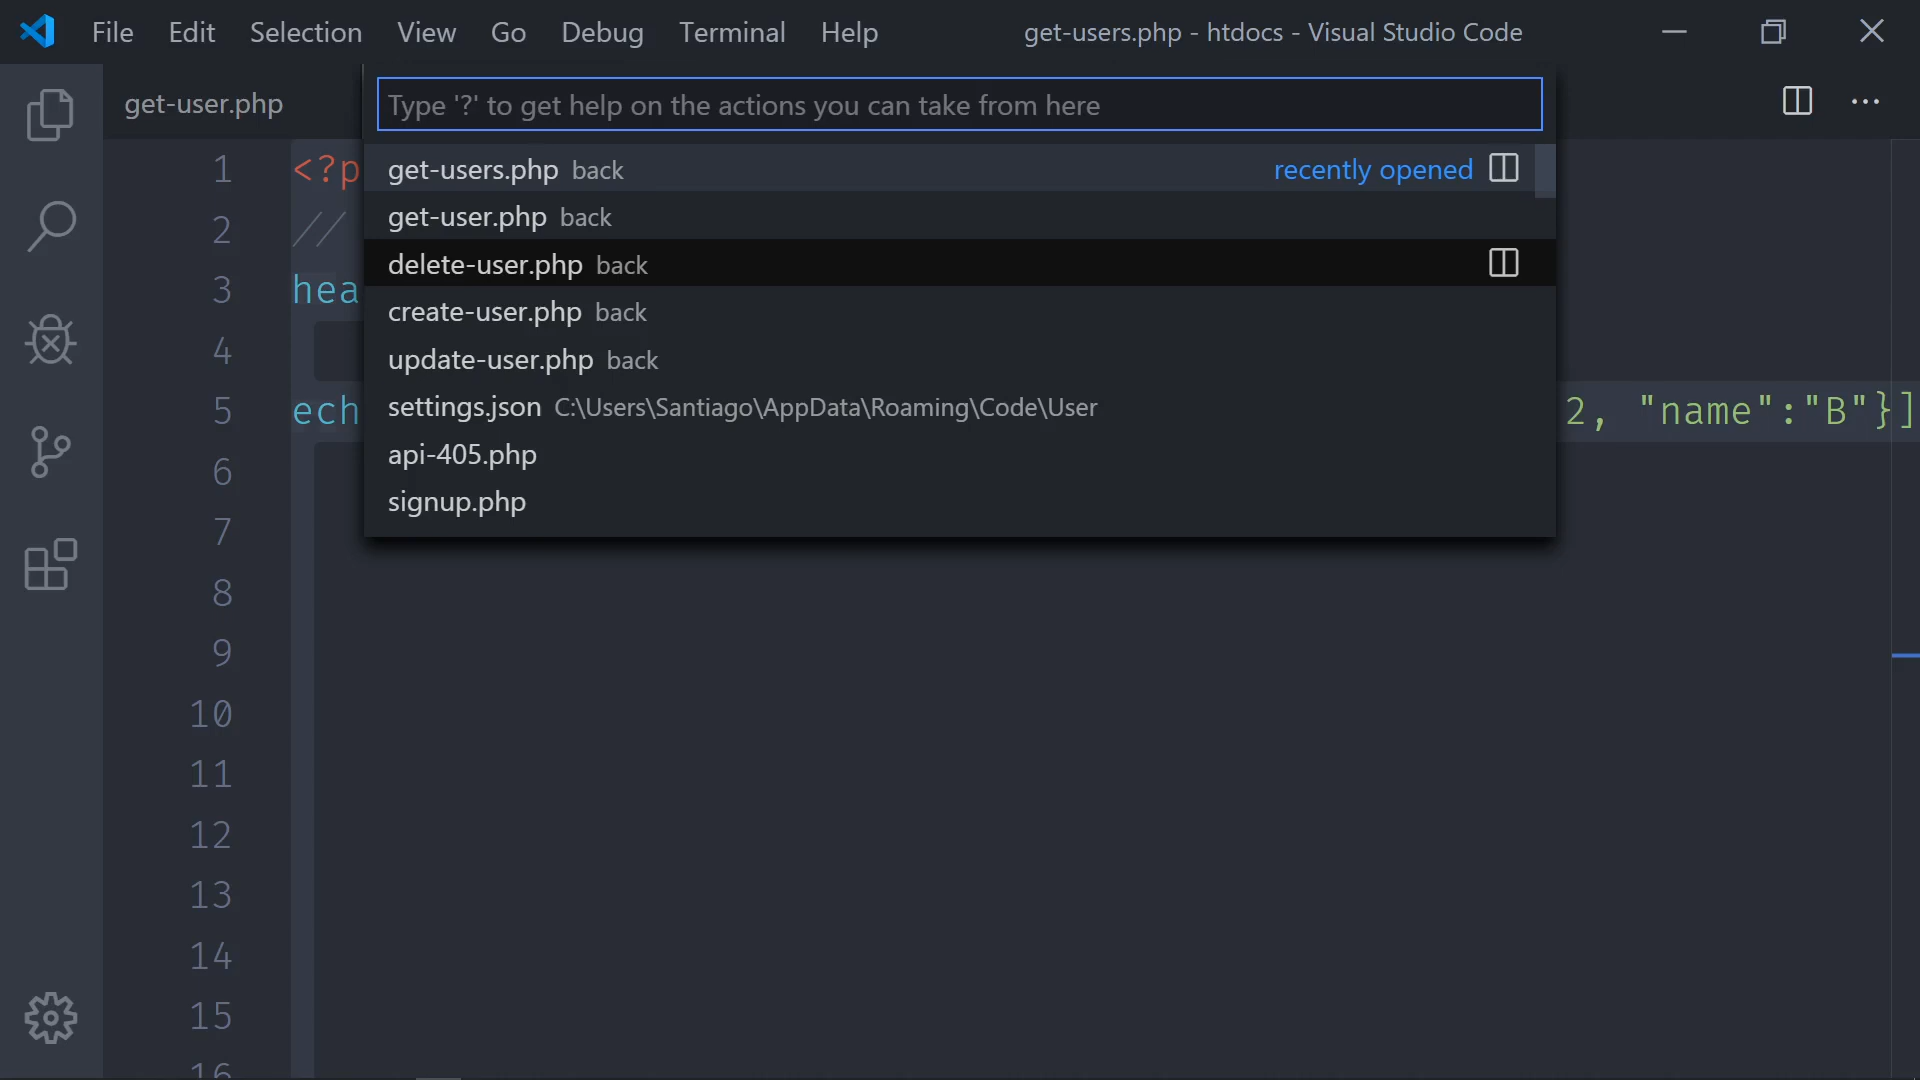 File Edit Selection View Go Debug Terminal Help get-users.php - htdocs - Visual Studio Code
get-user.php
Type '?' to get help on the actions you can take from here
get-users.php back recently opened
get-user.php back
delete-user.php back
create-user.php back
update-user.php back
settings.json C:\Users\Santiago\AppData\Roaming\Code\User
api-405.php
signup.php
1 <?p
2 //
3 hea
4
5 ech 2, "name":"B"}]
6
7
8
9
10
11
12
13
14
15
16